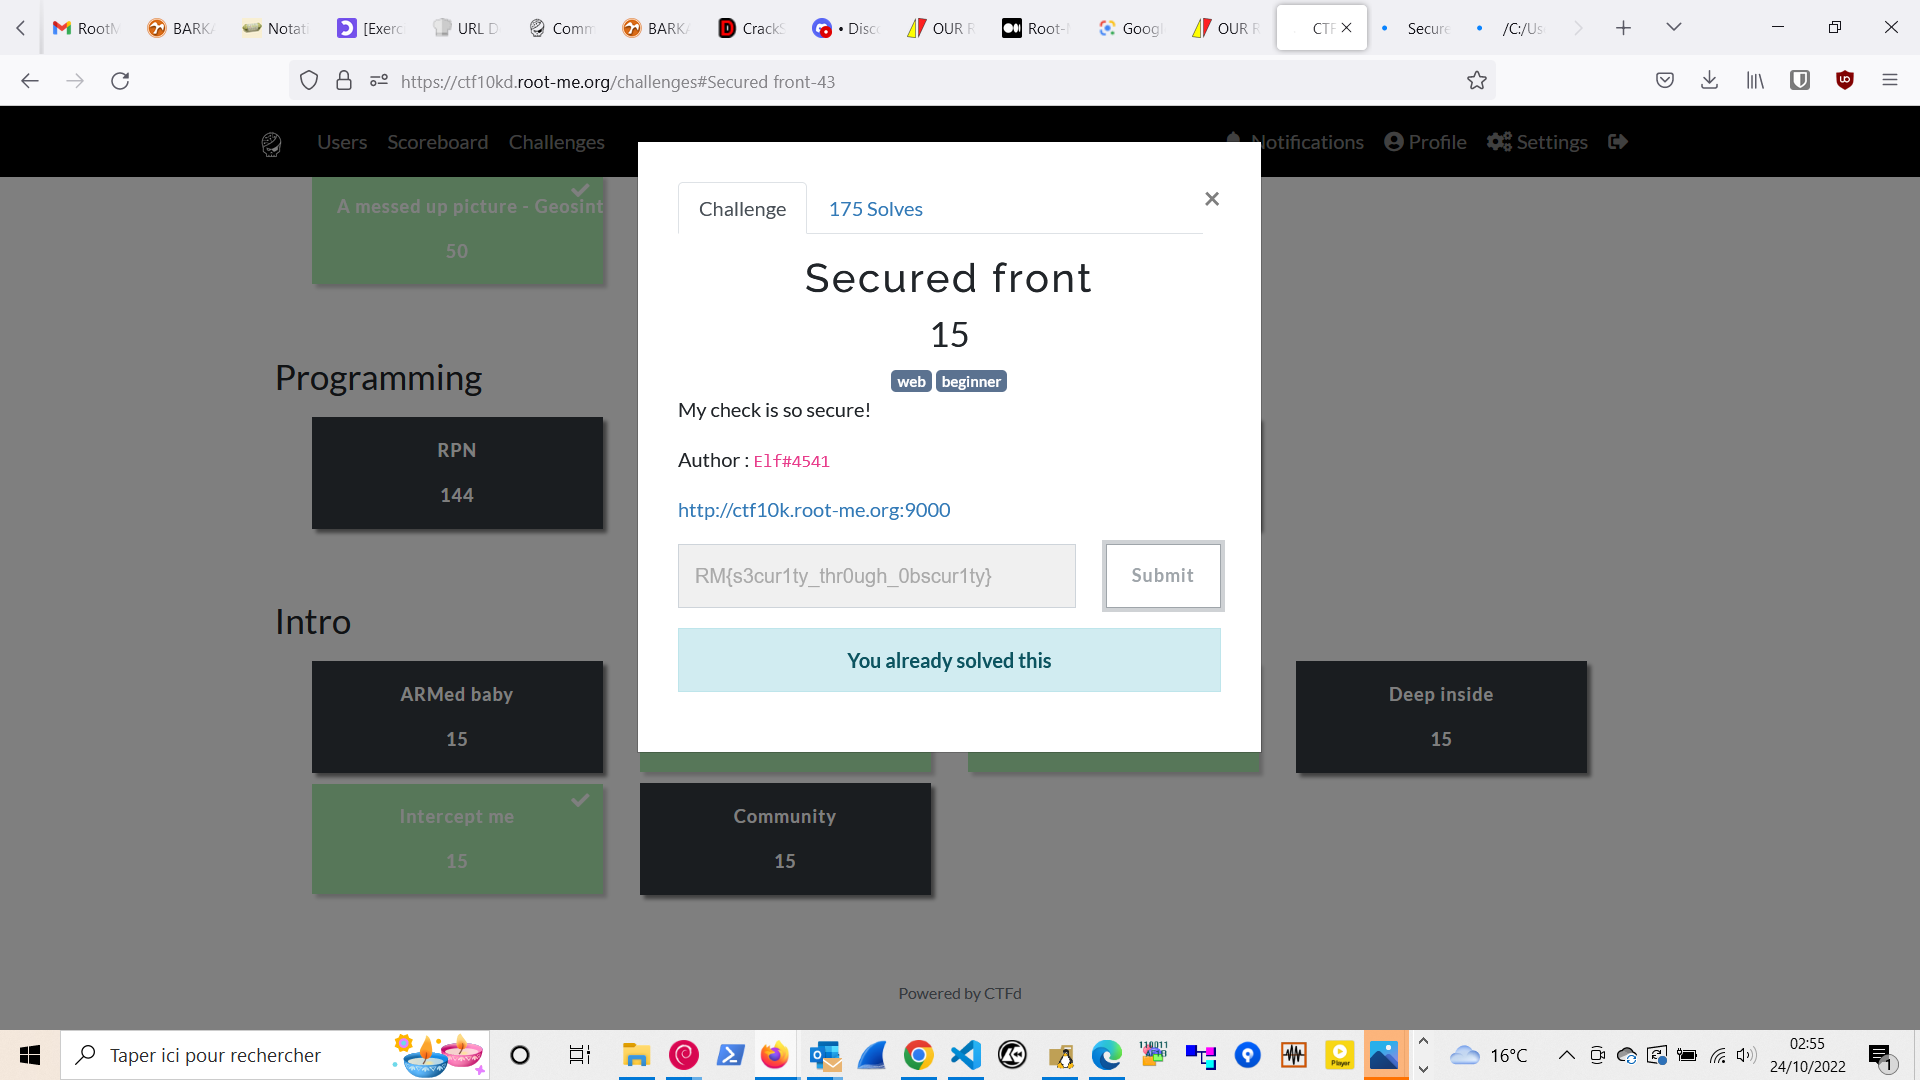 RootM
BARKA
Notati
[Exerc
URL D
Comm
BARKA
CrackS
• Disco
OUR R
Root-M
Googl
OUR R
CTF
Secure
/C:/Us
https://ctf10kd.root-me.org/challenges#Secured front-43
Users
Scoreboard
Challenges
Notifications
Profile
Settings
A messed up picture - Geosint
50
Challenge
175 Solves
×
Secured front
15
web
beginner
My check is so secure!
Author : Elf#4541
http://ctf10k.root-me.org:9000
RM{s3cur1ty_thr0ugh_0bscur1ty}
Submit
You already solved this
Programming
RPN
144
Intro
ARMed baby
15
Deep inside
15
Intercept me
15
Community
15
Powered by CTFd
Taper ici pour rechercher
16°C
02:55
24/10/2022
1